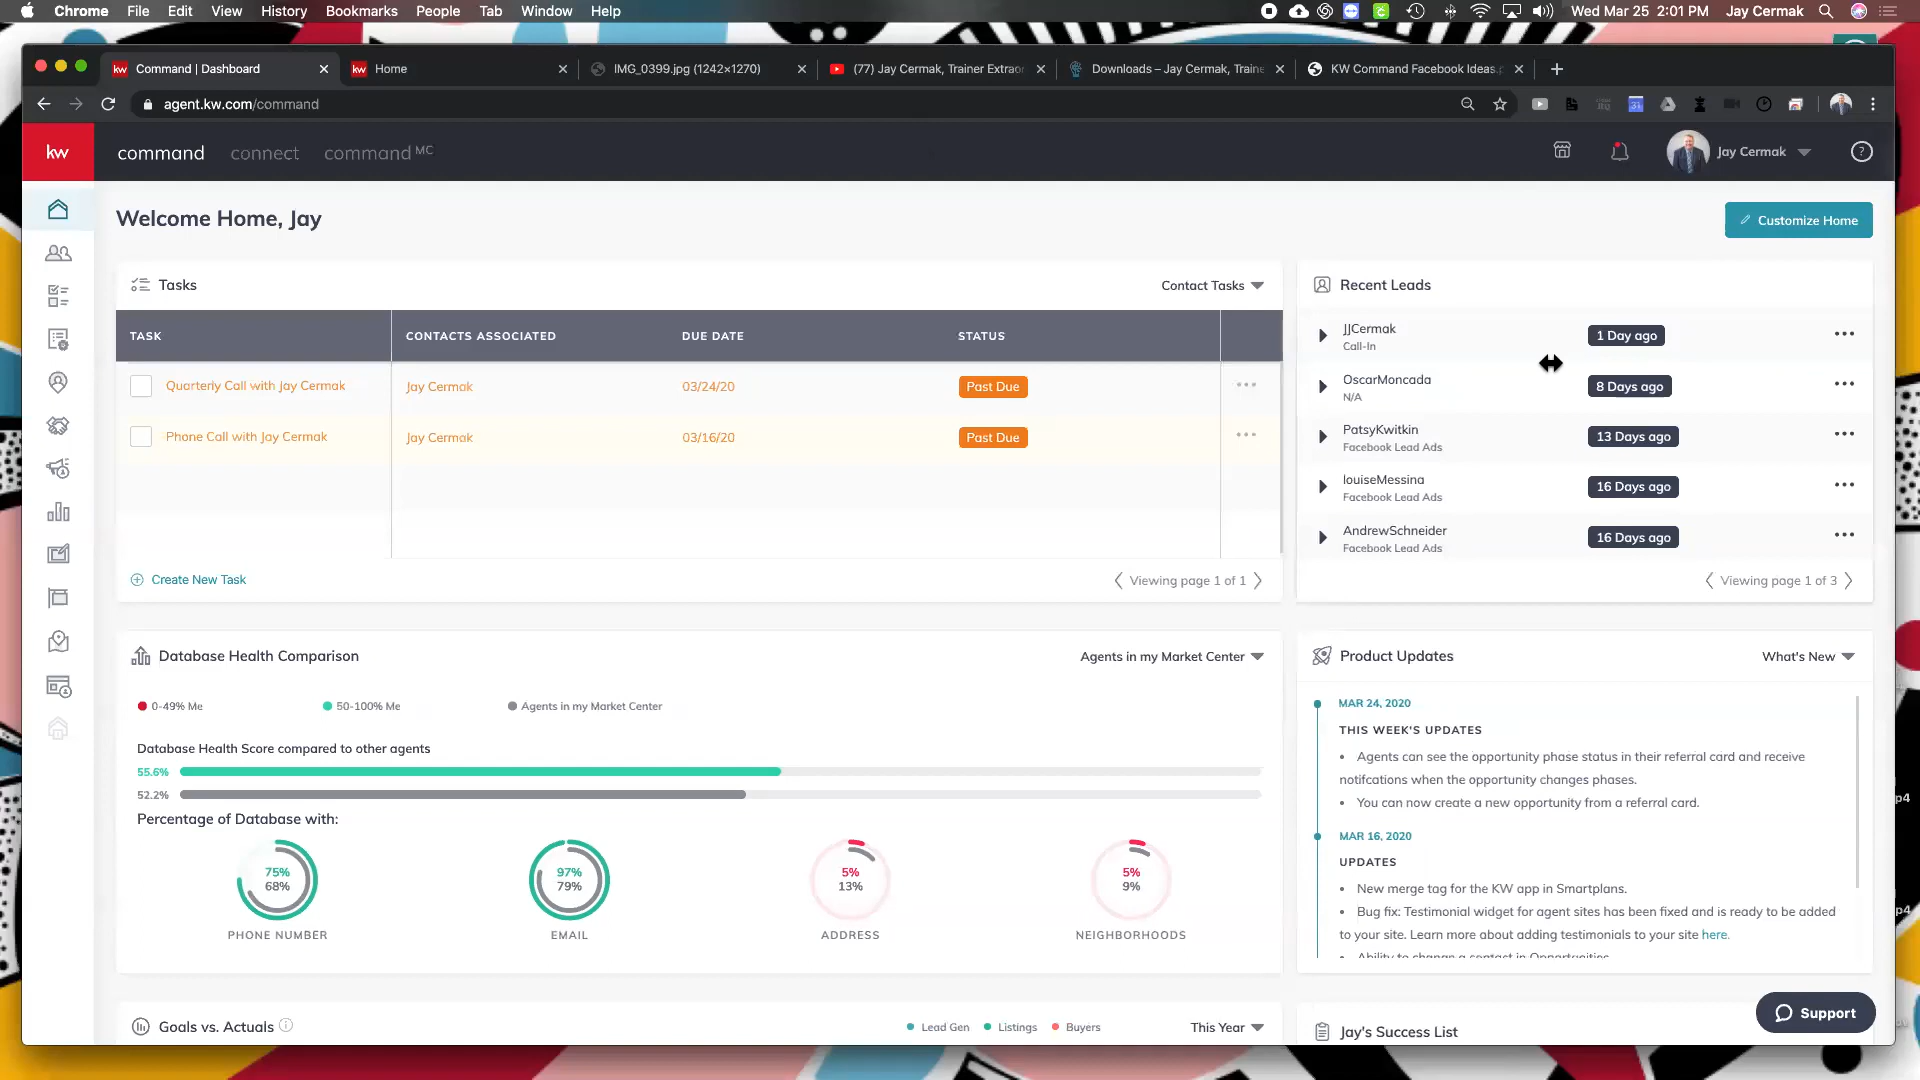 Chrome File Edit View History Bookmarks People Tab Window Help
Wed Mar 25 2:01 PM Jay Cermak
kw Command | Dashboard
kw Home
IMG_0399.jpg (1242×1270)
(77) Jay Cermak, Trainer Extraor
Downloads – Jay Cermak, Traine
KW Command Facebook Ideas.p
agent.kw.com/command
kw command connect command MC
Jay Cermak
Welcome Home, Jay
Customize Home
Tasks
Contact Tasks
TASK CONTACTS ASSOCIATED DUE DATE STATUS
Quarterly Call with Jay Cermak Jay Cermak 03/24/20 Past Due
Phone Call with Jay Cermak Jay Cermak 03/16/20 Past Due
Create New Task
Viewing page 1 of 1
Recent Leads
JJCermak
Call-In
1 Day ago
OscarMoncada
N/A
8 Days ago
PatsyKwitkin
Facebook Lead Ads
13 Days ago
louiseMessina
Facebook Lead Ads
16 Days ago
AndrewSchneider
Facebook Lead Ads
16 Days ago
Viewing page 1 of 3
Database Health Comparison
Agents in my Market Center
0-49% Me 50-100% Me Agents in my Market Center
Database Health Score compared to other agents
55.6%
52.2%
Percentage of Database with:
75%
68%
PHONE NUMBER
97%
79%
EMAIL
5%
13%
ADDRESS
5%
9%
NEIGHBORHOODS
Product Updates
What's New
MAR 24, 2020
THIS WEEK'S UPDATES
• Agents can see the opportunity phase status in their referral card and receive
notifcations when the opportunity changes phases.
• You can now create a new opportunity from a referral card.
MAR 16, 2020
UPDATES
• New merge tag for the KW app in Smartplans.
• Bug fix: Testimonial widget for agent sites has been fixed and is ready to be added
to your site. Learn more about adding testimonials to your site here.
• Ability to change a contact in Opportunities
Goals vs. Actuals
Lead Gen Listings Buyers
This Year
Jay's Success List
Support
p4
p4